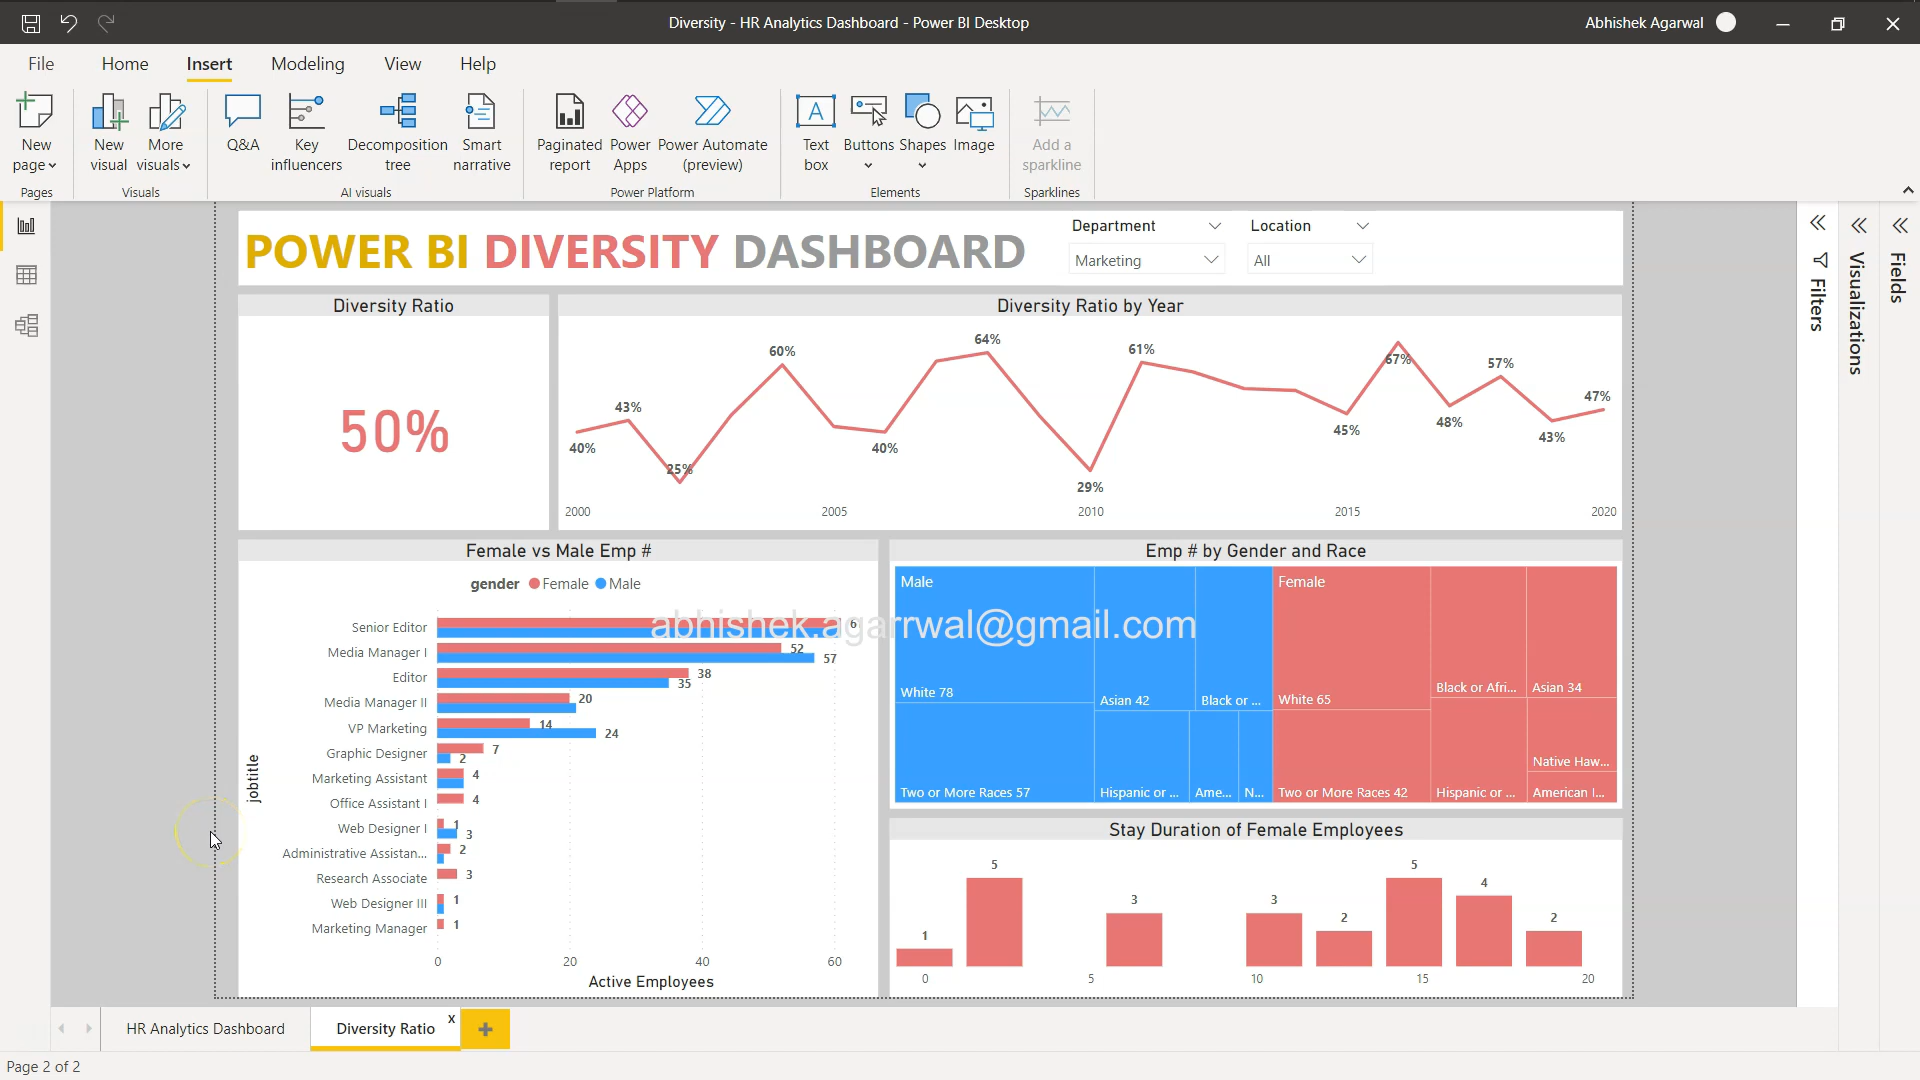 Diversity - HR Analytics Dashboard - Power BI Desktop
Abhishek Agarwal
File Home Insert Modeling View Help
New page
New visual
More visuals
Q&A
Key influencers
Decomposition tree
Smart narrative
Paginated report
Power Apps
Power Automate (preview)
Text box
Buttons
Shapes
Image
Add a sparkline
Pages
Visuals
AI visuals
Power Platform
Elements
Sparklines
POWER BI DIVERSITY DASHBOARD
Department
Marketing
Location
All
Filters
Visualizations
Fields
Diversity Ratio
50%
Diversity Ratio by Year
40%
43%
25%
60%
40%
64%
29%
61%
45%
67%
48%
57%
43%
47%
2000 2005 2010 2015 2020
Female vs Male Emp #
gender Female Male
jobtitle
Senior Editor 6
Media Manager I 52 57
Editor 38 35
Media Manager II 20
VP Marketing 14 24
Graphic Designer 7 2
Marketing Assistant 4
Office Assistant I 4
Web Designer I 1 3
Administrative Assistan... 2
Research Associate 3
Web Designer III 1
Marketing Manager 1
0 20 40 60
Active Employees
abhishek.agarrwal@gmail.com
Emp # by Gender and Race
Male
White 78
Two or More Races 57
Asian 42
Black or ...
Hispanic or ...
Ame...
N...
Female
White 65
Two or More Races 42
Black or Afri...
Hispanic or ...
Asian 34
Native Haw...
American I...
Stay Duration of Female Employees
1 5 3 3 2 5 4 2
0 5 10 15 20
HR Analytics Dashboard
Diversity Ratio x
Page 2 of 2